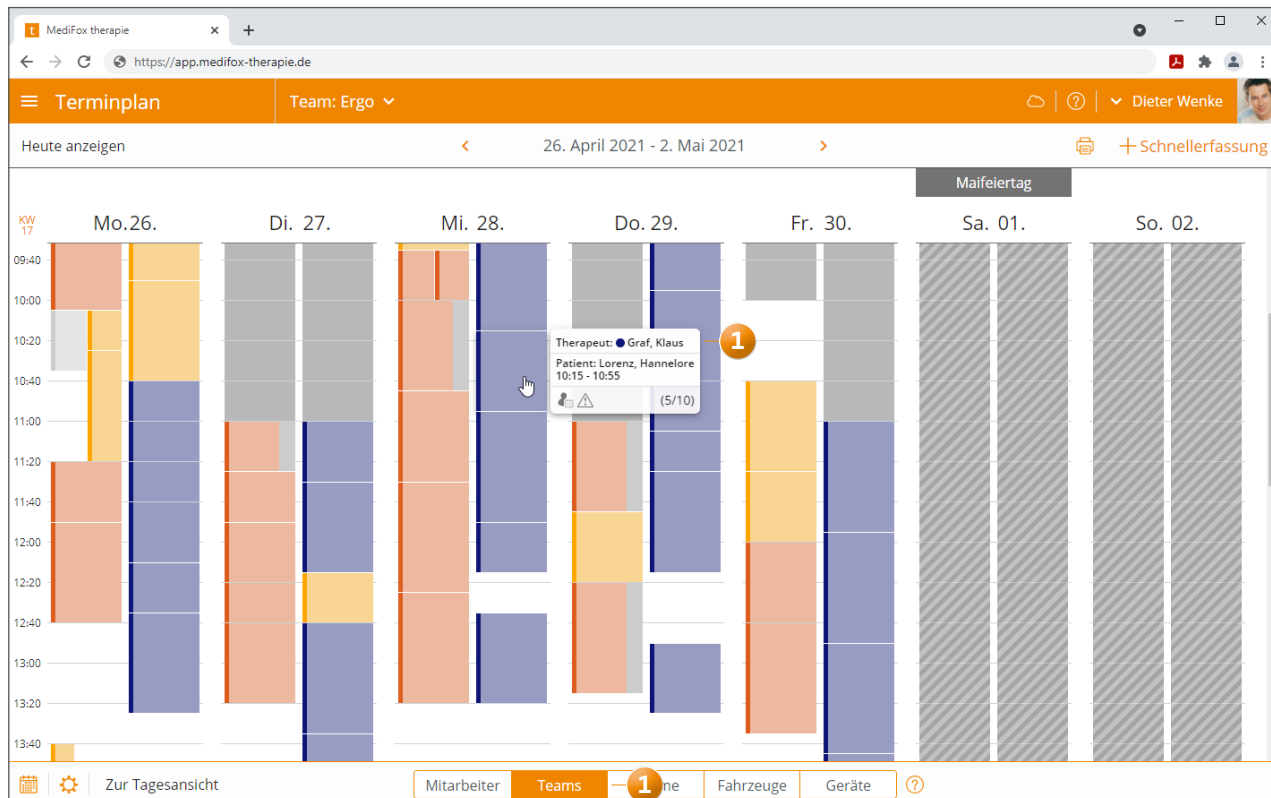 t MediFox therapie
https://app.medifox-therapie.de
Terminplan Team: Ergo Dieter Wenke
Heute anzeigen 26. April 2021 - 2. Mai 2021 Schnellerfassung
Maifeiertag
KW
17
Mo.26. Di. 27. Mi. 28. Do. 29. Fr. 30. Sa. 01. So. 02.
09:40
10:00
10:20
Therapeut: Graf, Klaus 1
Patient: Lorenz, Hannelore
10:15 - 10:55
10:40
(5/10)
11:00
11:20
11:40
12:00
12:20
12:40
13:00
13:20
13:40
Zur Tagesansicht Mitarbeiter Teams 1 ne Fahrzeuge Geräte ?